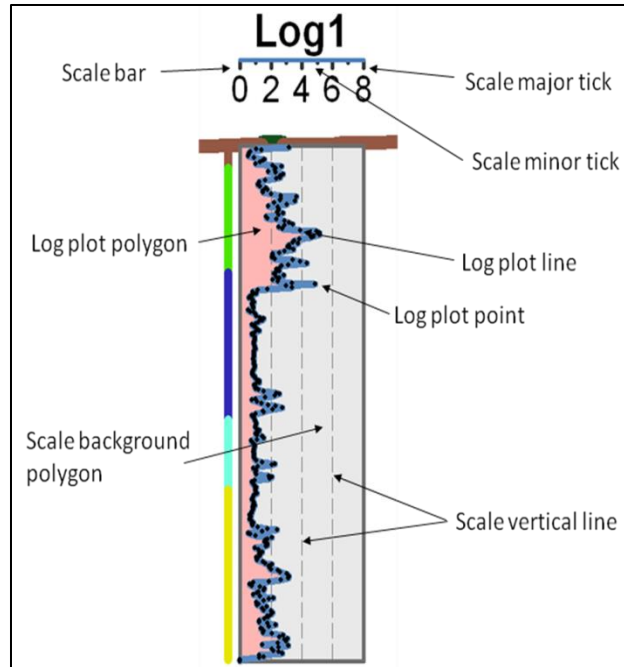 Log1
Scale bar
0 2 4 6 8
Scale major tick
Scale minor tick
Log plot polygon
Log plot line
Log plot point
Scale background
polygon
Scale vertical line